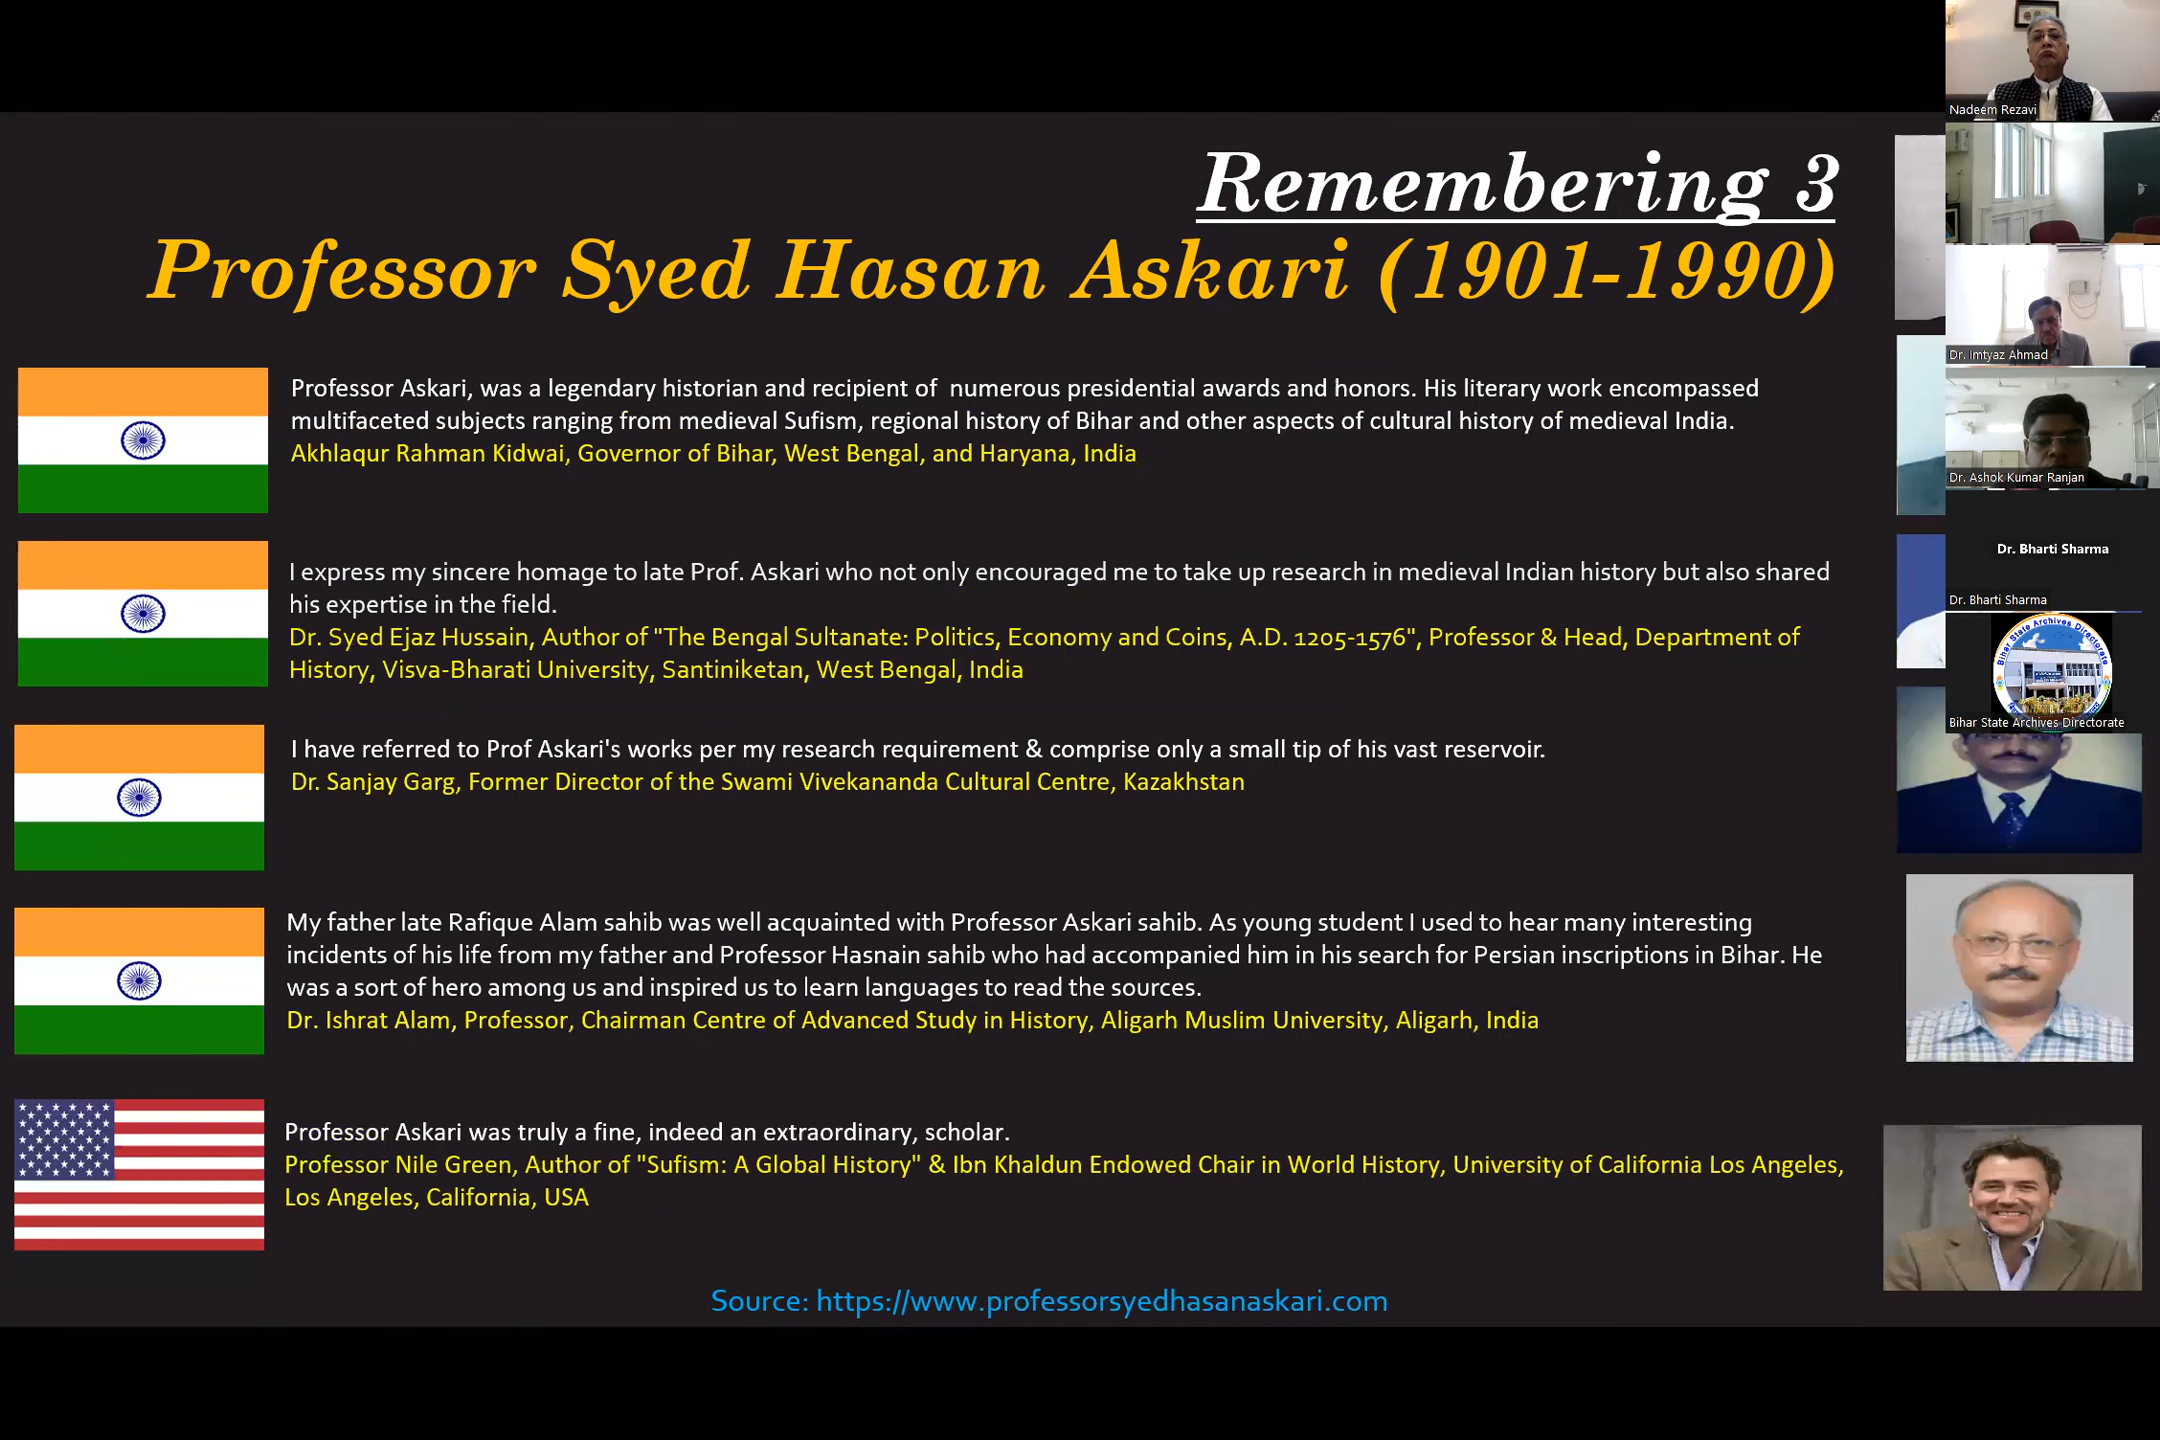 Remembering 3
Professor Syed Hasan Askari (1901-1990)
Professor Askari, was a legendary historian and recipient of numerous presidential awards and honors. His literary work encompassed
multifaceted subjects ranging from medieval Sufism, regional history of Bihar and other aspects of cultural history of medieval India.
Akhlaqur Rahman Kidwai, Governor of Bihar, West Bengal, and Haryana, India
I express my sincere homage to late Prof. Askari who not only encouraged me to take up research in medieval Indian history but also shared
his expertise in the field.
Dr. Syed Ejaz Hussain, Author of "The Bengal Sultanate: Politics, Economy and Coins, A.D. 1205-1576", Professor & Head, Department of
History, Visva-Bharati University, Santiniketan, West Bengal, India
I have referred to Prof Askari's works per my research requirement & comprise only a small tip of his vast reservoir.
Dr. Sanjay Garg, Former Director of the Swami Vivekananda Cultural Centre, Kazakhstan
My father late Rafique Alam sahib was well acquainted with Professor Askari sahib. As young student I used to hear many interesting
incidents of his life from my father and Professor Hasnain sahib who had accompanied him in his search for Persian inscriptions in Bihar. He
was a sort of hero among us and inspired us to learn languages to read the sources.
Dr. Ishrat Alam, Professor, Chairman Centre of Advanced Study in History, Aligarh Muslim University, Aligarh, India
Professor Askari was truly a fine, indeed an extraordinary, scholar.
Professor Nile Green, Author of "Sufism: A Global History" & Ibn Khaldun Endowed Chair in World History, University of California Los Angeles,
Los Angeles, California, USA
Source: https://www.professorsyedhasanaskari.com
Nadeem Rezavi
Dr. Imtyaz Ahmad
Dr. Ashok Kumar Ranjan
Dr. Bharti Sharma
Dr. Bharti Sharma
Bihar State Archives Directorate
Bihar State Archives Directorate